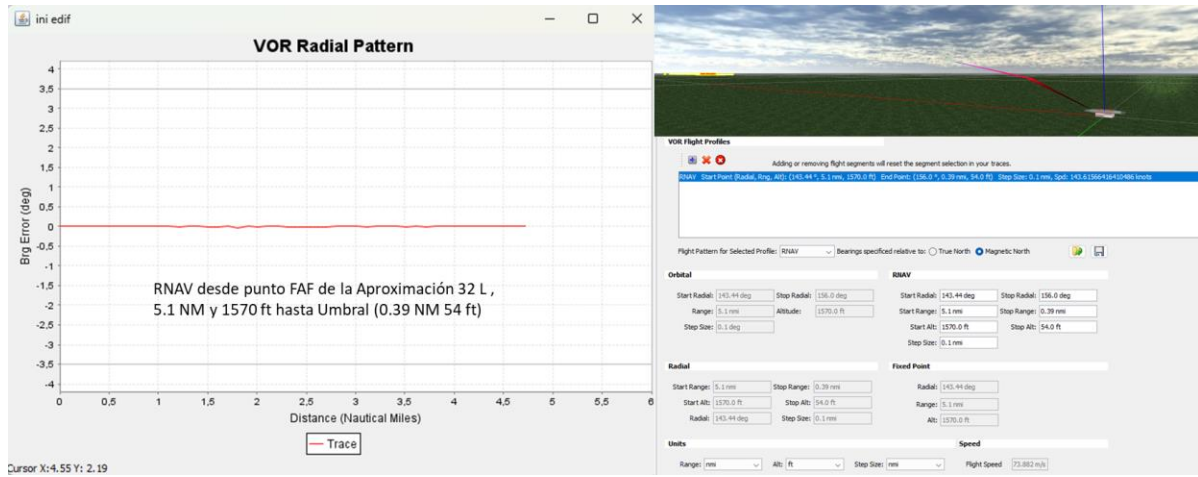 ini edif
VOR Radial Pattern
4
3,5
3
2,5
2
1,5
1
0,5
0
-0,5
-1
-1,5
-2
-2,5
-3
-3,5
-4
Brg Error (deg)
RNAV desde punto FAF de la Aproximación 32 L ,
5.1 NM y 1570 ft hasta Umbral (0.39 NM 54 ft)
0 0,5 1 1,5 2 2,5 3 3,5 4 4,5 5 5,5 6
Distance (Nautical Miles)
Trace
Cursor X:4.55 Y: 2.19
VOR Flight Profiles
Adding or removing flight segments will reset the segment selection in your traces.
RNAV Start Point (Radial, Rng, Alt): (143.44 °, 5.1 nmi, 1570.0 ft) End Point: (156.0 °, 0.39 nmi, 54.0 ft) Step Size: 0.1 nmi, Spd: 143.61566416410486 knots
Flight Pattern for Selected Profile: RNAV Bearings specificed relative to: True North Magnetic North
Orbital RNAV
Start Radial: 143.44 deg Stop Radial: 156.0 deg Start Radial: 143.44 deg Stop Radial: 156.0 deg
Range: 5.1 nmi Altitude: 1570.0 ft Start Range: 5.1 nmi Stop Range: 0.39 nmi
Step Size: 0.1 deg Start Alt: 1570.0 ft Stop Alt: 54.0 ft
Step Size: 0.1 nmi
Radial Fixed Point
Start Range: 5.1 nmi Stop Range: 0.39 nmi Radial: 143.44 deg
Start Alt: 1570.0 ft Stop Alt: 54.0 ft Range: 5.1 nmi
Radial: 143.44 deg Step Size: 0.1 nmi Alt: 1570.0 ft
Units Speed
Range: nmi Alt: ft Step Size: nmi Flight Speed 73.882 m/s